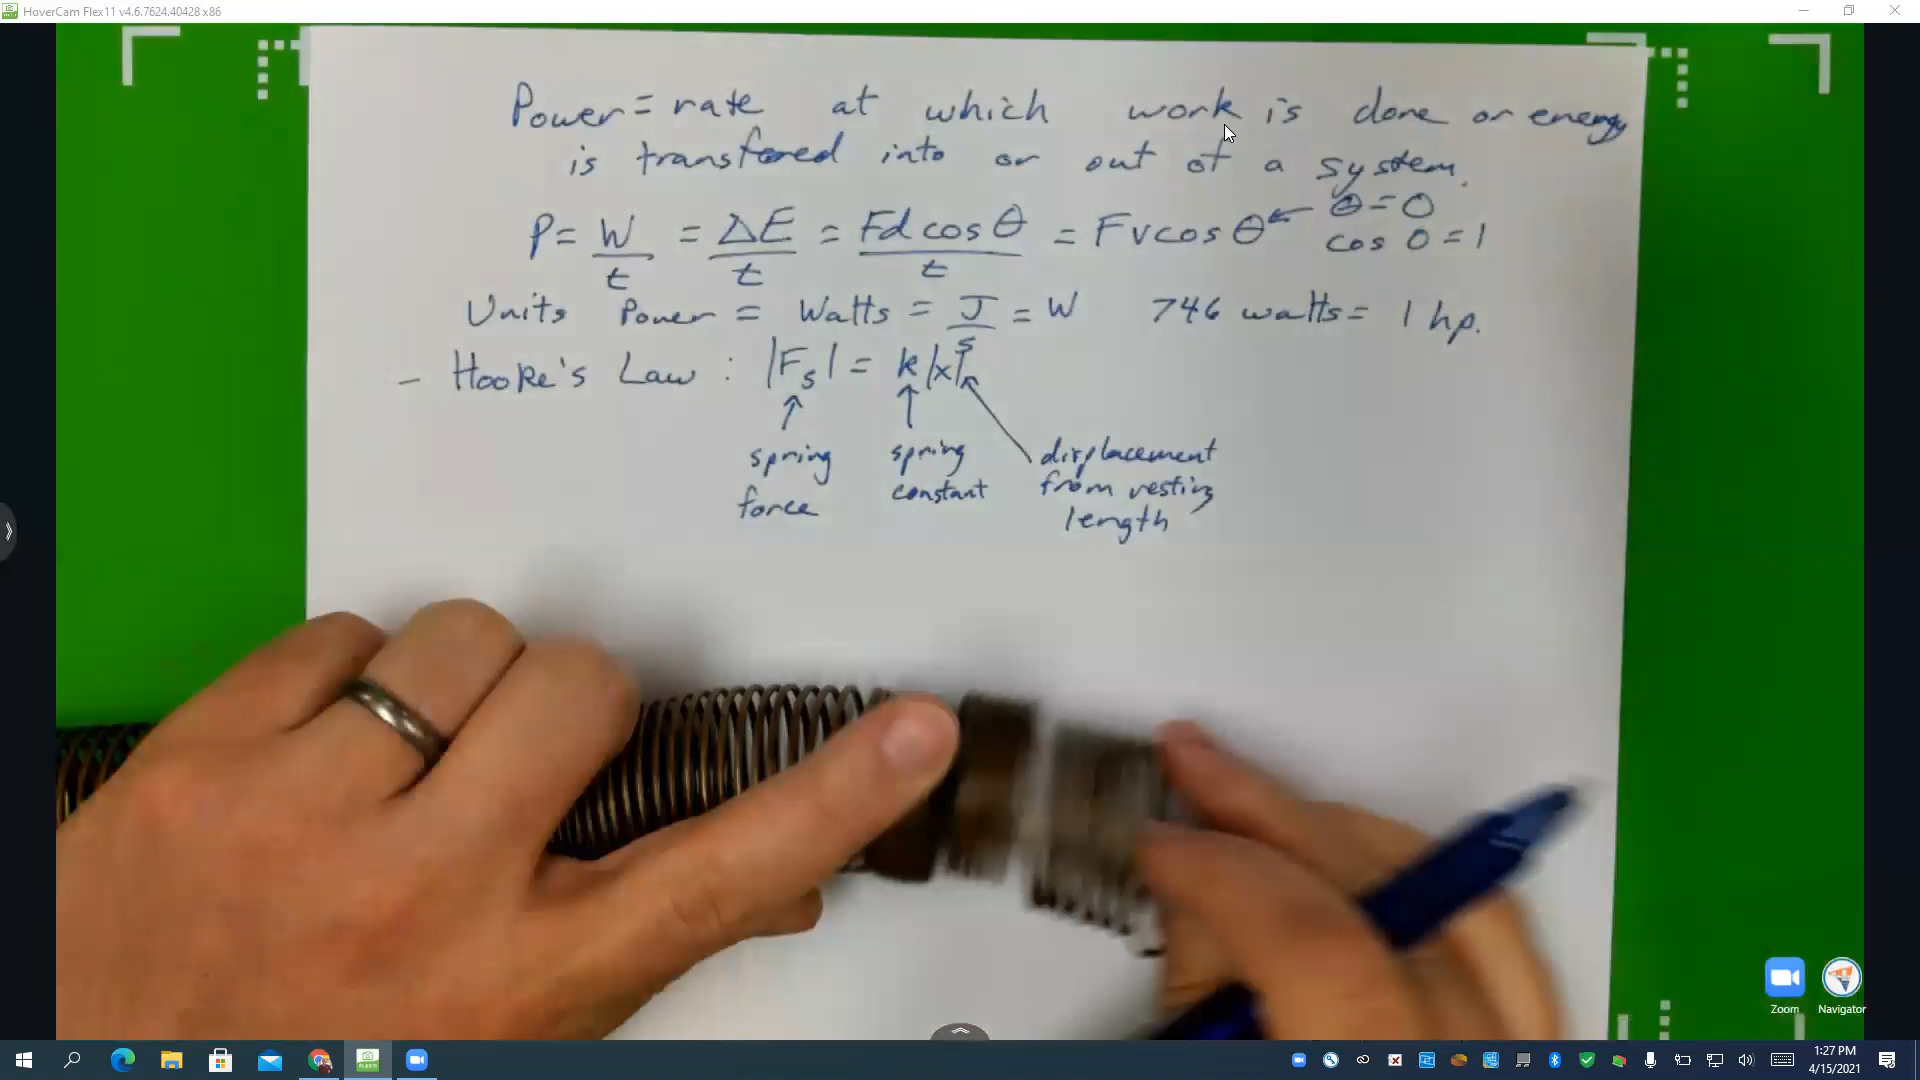 HoverCam Flex11 v4.6.7624.40428 x86
Power = rate at which work is done or energy
is transfered into or out of a system.
P = W/t = ΔE/t = Fd cos θ/t = Fv cos θ ← θ = 0
cos 0 = 1
Units Power = Watts = J/s = W 746 watts = 1 hp.
- Hooke's Law : |Fs| = k|x|
spring force
spring constant
displacement from resting length
Zoom
Navigator
FLEX11
1:27 PM
4/15/2021